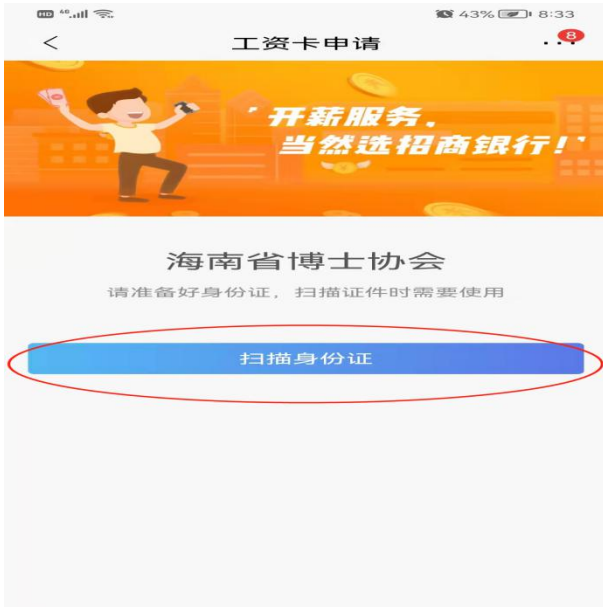 HD 46 43% 8:33
< 工资卡申请 ... 8
'开薪服务,
当然选招商银行!'
海南省博士协会
请准备好身份证，扫描证件时需要使用
扫描身份证